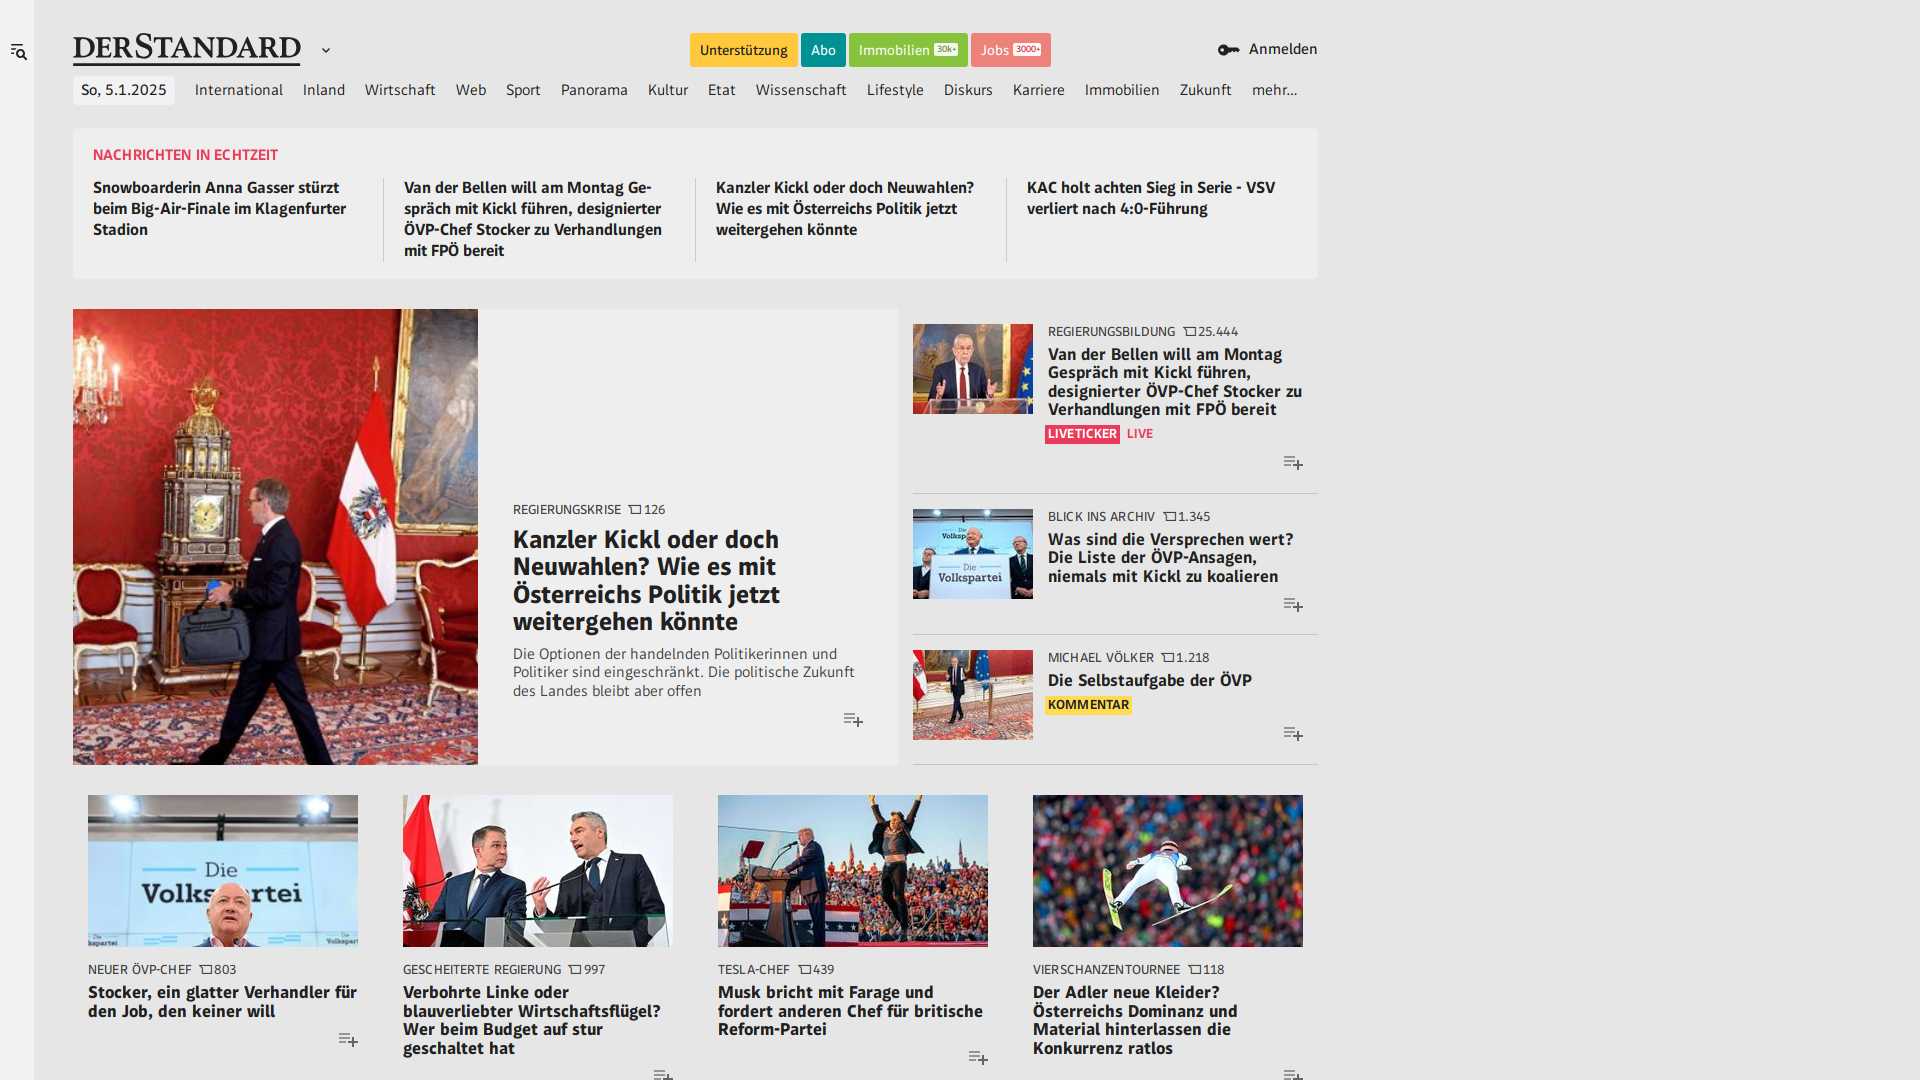 DERSTANDARD
Unterstützung
Abo
Immobilien 30k+
Jobs 3000+
Anmelden
So, 5.1.2025
International
Inland
Wirtschaft
Web
Sport
Panorama
Kultur
Etat
Wissenschaft
Lifestyle
Diskurs
Karriere
Immobilien
Zukunft
mehr…
NACHRICHTEN IN ECHTZEIT
Snowboarderin Anna Gasser stürzt
beim Big-Air-Finale im Klagenfurter
Stadion
Van der Bellen will am Montag Ge-
spräch mit Kickl führen, designierter
ÖVP-Chef Stocker zu Verhandlungen
mit FPÖ bereit
Kanzler Kickl oder doch Neuwahlen?
Wie es mit Österreichs Politik jetzt
weitergehen könnte
KAC holt achten Sieg in Serie - VSV
verliert nach 4:0-Führung
REGIERUNGSKRISE 126
Kanzler Kickl oder doch
Neuwahlen? Wie es mit
Österreichs Politik jetzt
weitergehen könnte
Die Optionen der handelnden Politikerinnen und
Politiker sind eingeschränkt. Die politische Zukunft
des Landes bleibt aber offen
REGIERUNGSBILDUNG 25.444
Van der Bellen will am Montag
Gespräch mit Kickl führen,
designierter ÖVP-Chef Stocker zu
Verhandlungen mit FPÖ bereit
LIVETICKER LIVE
Die
Volkspartei
BLICK INS ARCHIV 1.345
Was sind die Versprechen wert?
Die Liste der ÖVP-Ansagen,
niemals mit Kickl zu koalieren
MICHAEL VÖLKER 1.218
Die Selbstaufgabe der ÖVP
KOMMENTAR
Die
Volkspartei
NEUER ÖVP-CHEF 803
Stocker, ein glatter Verhandler für
den Job, den keiner will
GESCHEITERTE REGIERUNG 997
Verbohrte Linke oder
blauverliebter Wirtschaftsflügel?
Wer beim Budget auf stur
geschaltet hat
TESLA-CHEF 439
Musk bricht mit Farage und
fordert anderen Chef für britische
Reform-Partei
VIERSCHANZENTOURNEE 118
Der Adler neue Kleider?
Österreichs Dominanz und
Material hinterlassen die
Konkurrenz ratlos